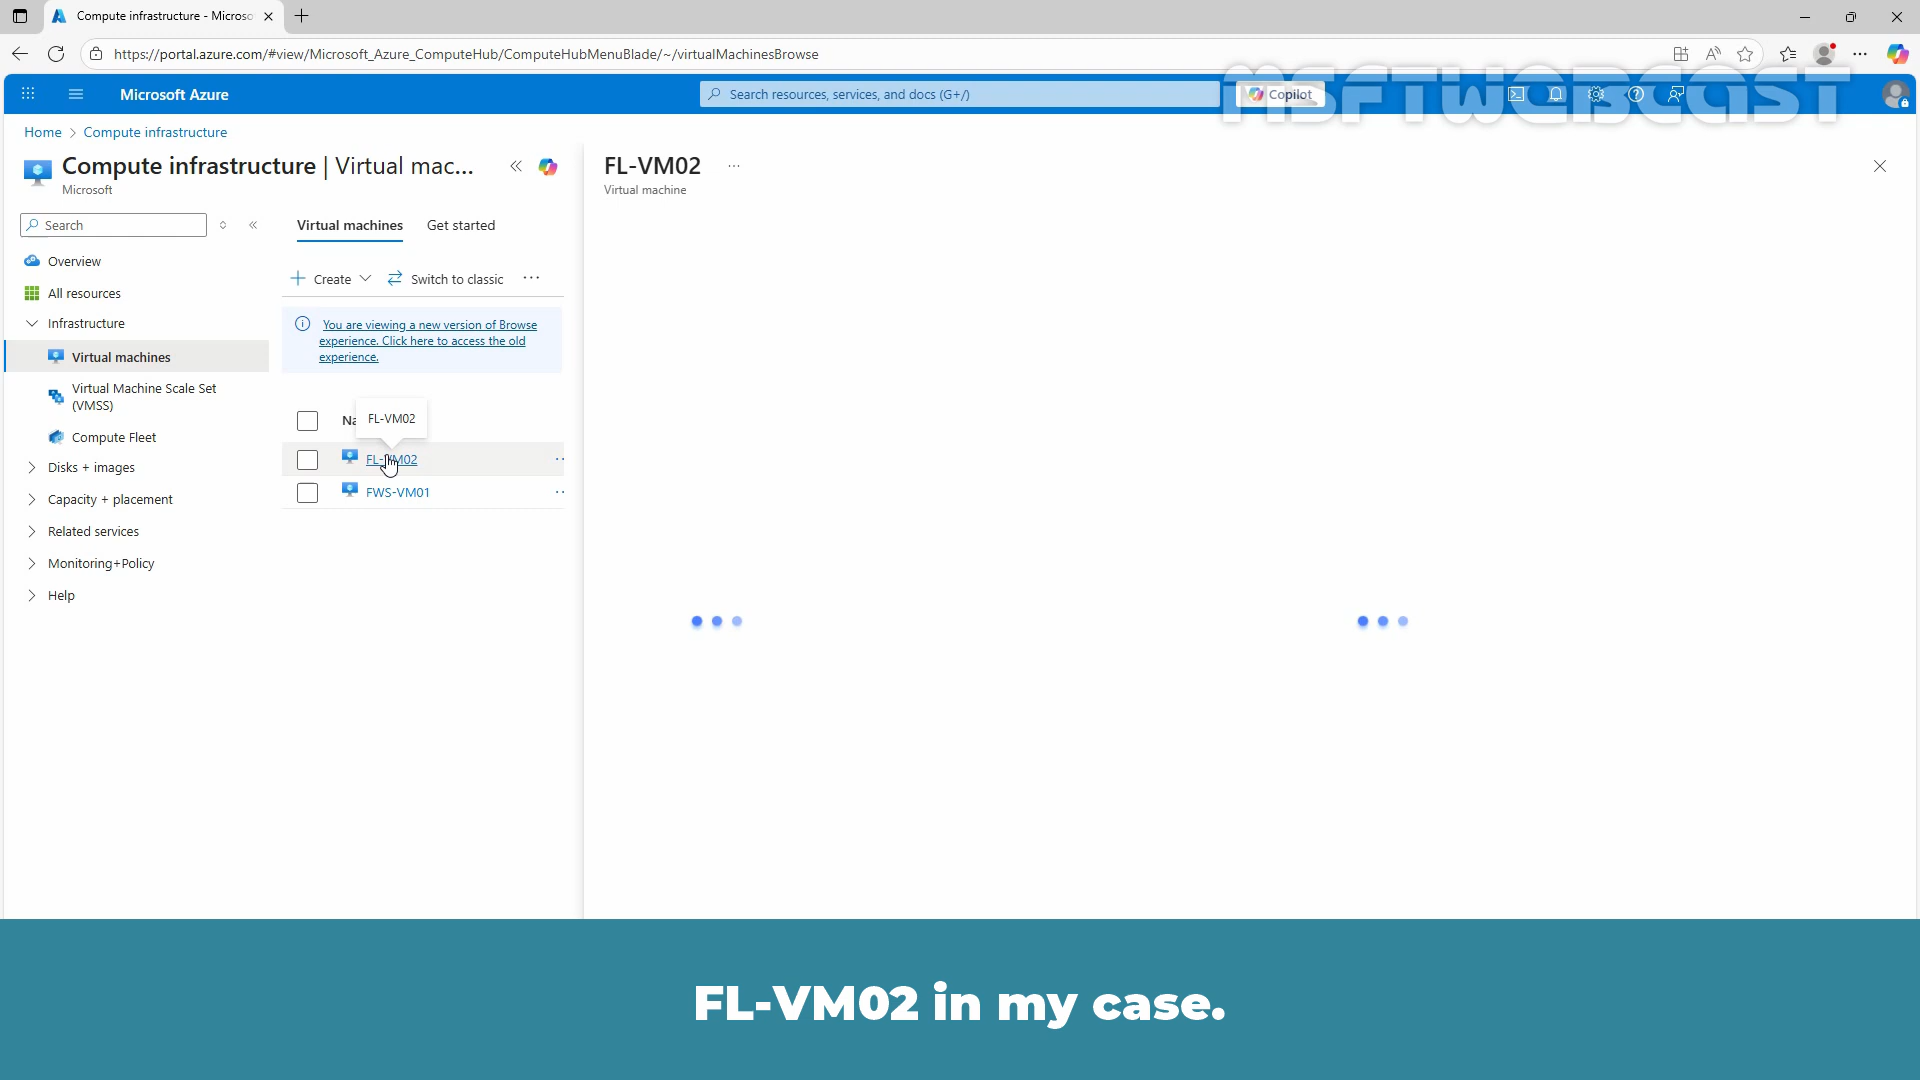 Compute infrastructure - Microso
https://portal.azure.com/#view/Microsoft_Azure_ComputeHub/ComputeHubMenuBlade/~/virtualMachinesBrowse
Microsoft Azure
Search resources, services, and docs (G+/)
Copilot
MSFTWEBCAST
Home > Compute infrastructure
Compute infrastructure | Virtual mac...
Microsoft
FL-VM02
Virtual machine
Search
Virtual machines
Get started
Overview
All resources
Infrastructure
Virtual machines
Virtual Machine Scale Set
(VMSS)
Compute Fleet
Disks + images
Capacity + placement
Related services
Monitoring+Policy
Help
Create
Switch to classic
You are viewing a new version of Browse
experience. Click here to access the old
experience.
FL-VM02
FL-VM02
FWS-VM01
FL-VM02 in my case.